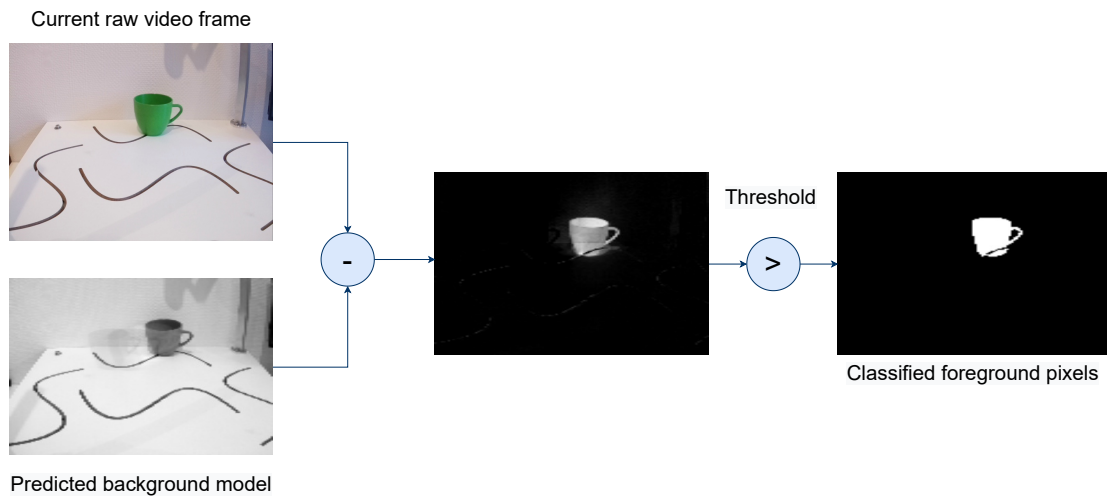 Current raw video frame
-
Threshold
>
Classified foreground pixels
Predicted background model